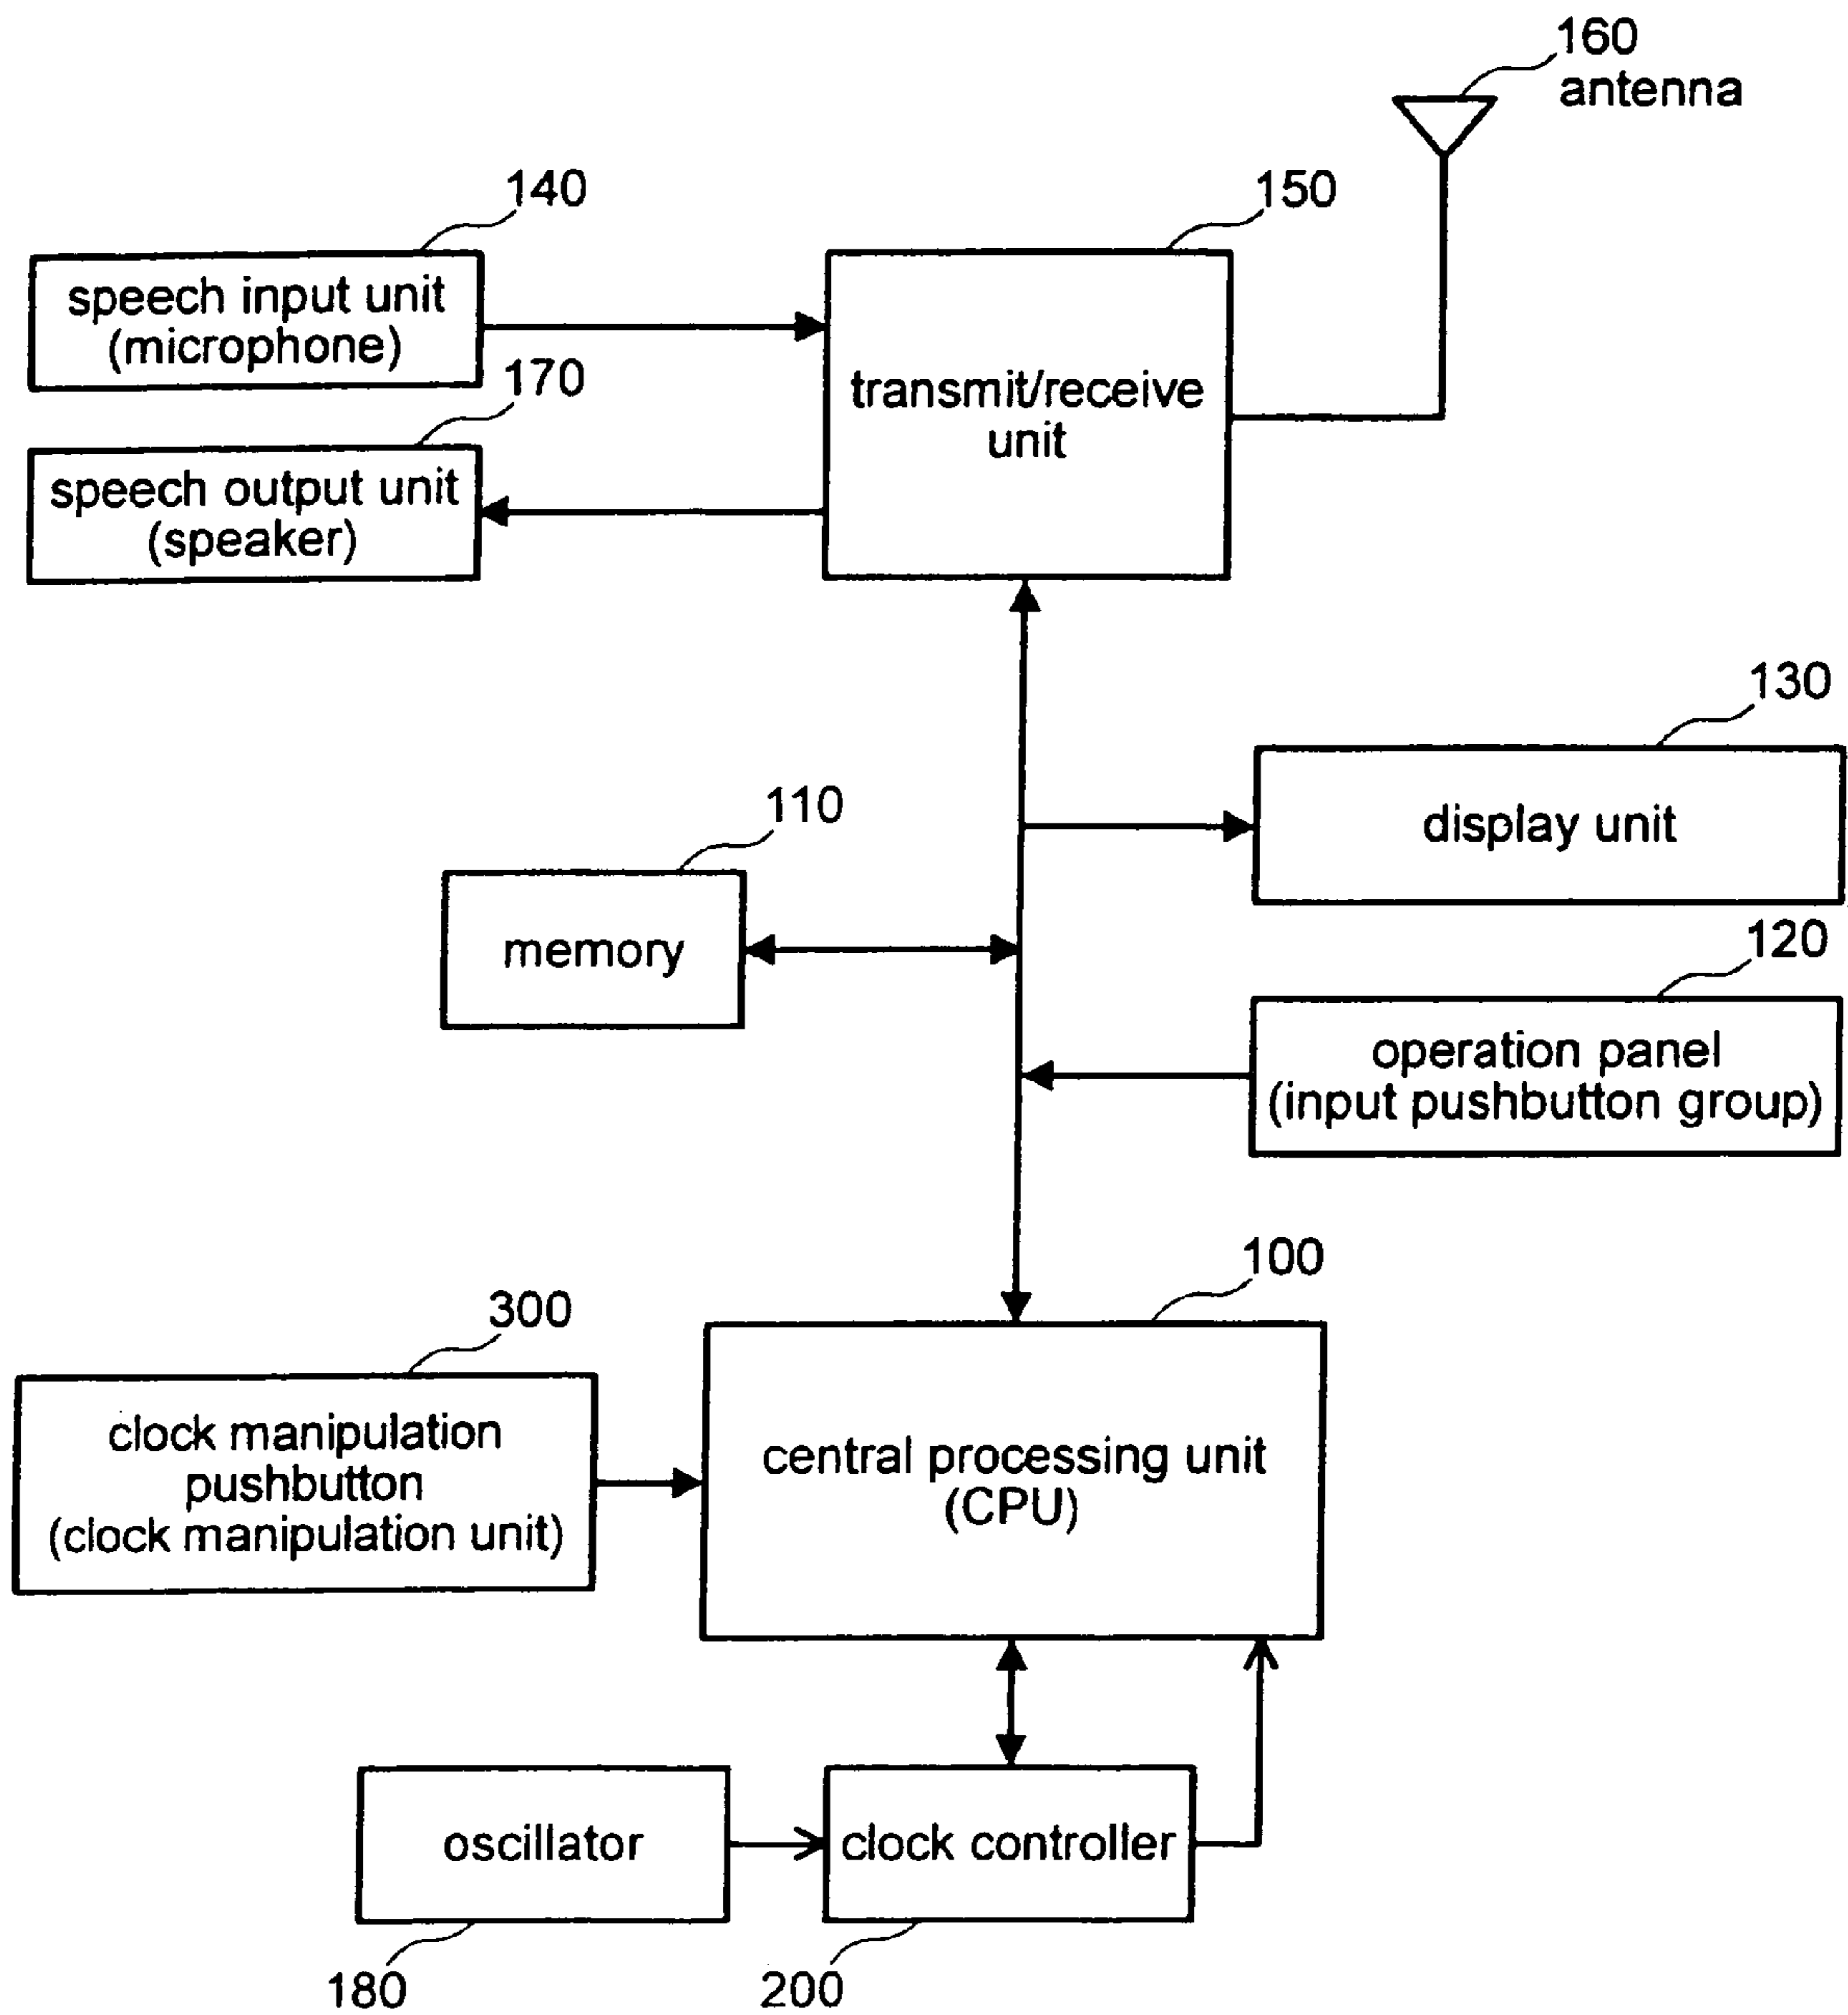 160
antenna
140
150
speech input unit
(microphone)
170
transmit/receive
unit
speech output unit
(speaker)
130
110
display unit
memory
120
operation panel
(input pushbutton group)
100
300
clock manipulation
pushbutton
(clock manipulation unit)
central processing unit
(CPU)
oscillator
clock controller
180
200